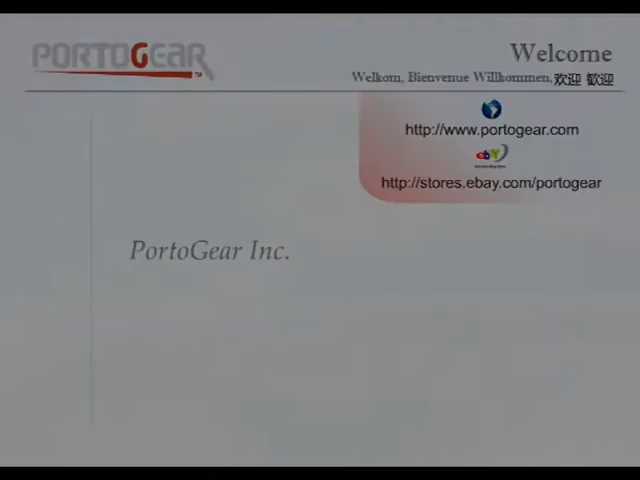 PORTOGEAR™
Welcome
Welkom, Bienvenue Willkommen, 欢迎 歡迎
http://www.portogear.com
ebY
http://stores.ebay.com/portogear
PortoGear Inc.